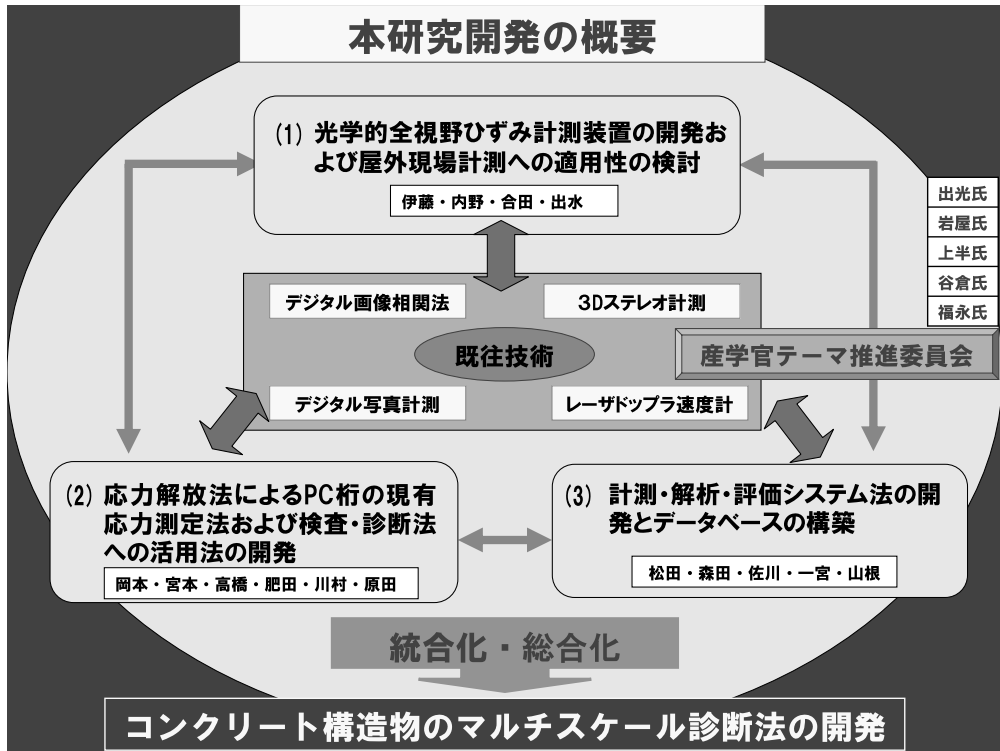 本研究開発の概要
(1) 光学的全視野ひずみ計測装置の開発お
よび屋外現場計測への適用性の検討
伊藤・内野・合田・出水
出光氏
岩屋氏
上半氏
谷倉氏
福永氏
デジタル画像相関法
3Dステレオ計測
既往技術
産学官テーマ推進委員会
デジタル写真計測
レーザドップラ速度計
(2) 応力解放法によるPC桁の現有
応力測定法および検査・診断法
への活用法の開発
岡本・宮本・高橋・肥田・川村・原田
(3) 計測・解析・評価システム法の開
発とデータベースの構築
松田・森田・佐川・一宮・山根
統合化・総合化
コンクリート構造物のマルチスケール診断法の開発